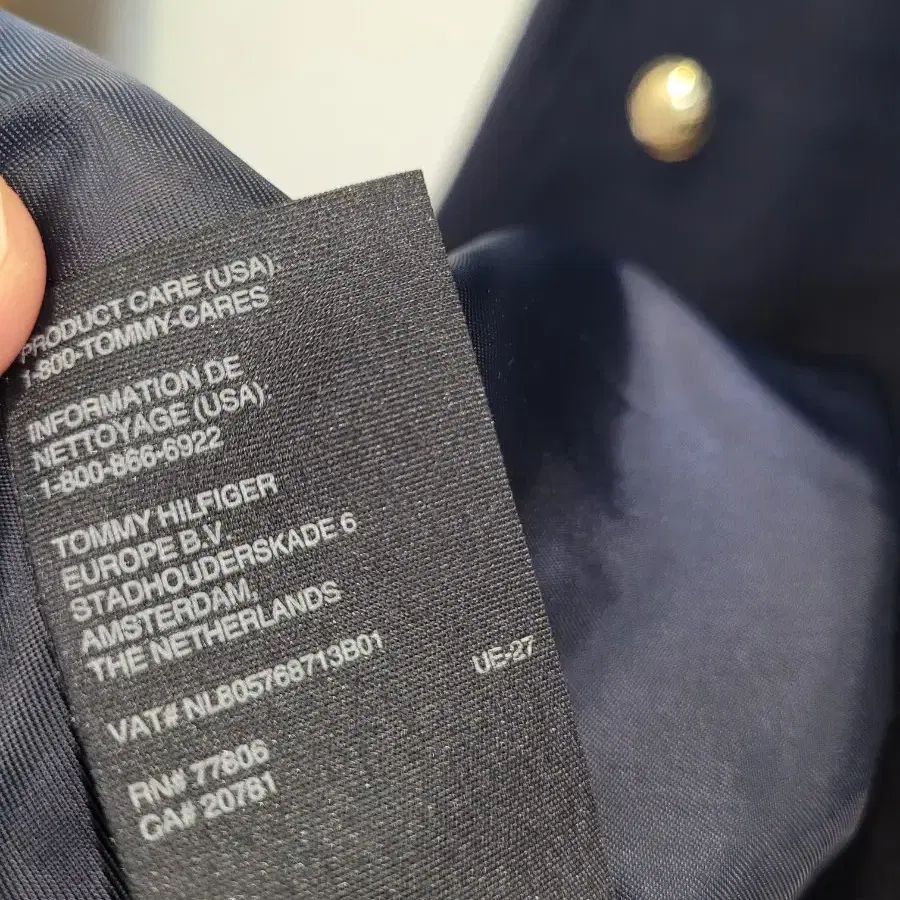 PRODUCT CARE (USA):
1-800-TOMMY-CARES
INFORMATION DE
NETTOYAGE (USA):
1-800-866-6922
TOMMY HILFIGER
EUROPE B.V.
STADHOUDERSKADE 6
AMSTERDAM,
THE NETHERLANDS
VAT# NL805768713B01
UE-27
RN# 77806
CA# 20781